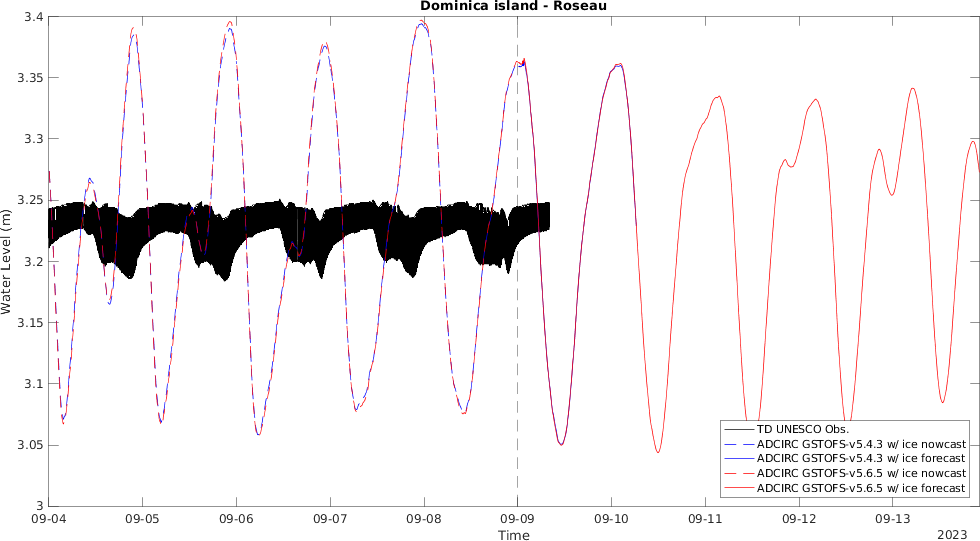 Dominica island - Roseau
3.4
3.35
3.3
3.25
3.2
3.15
3.1
3.05
3
Water Level (m)
TD UNESCO Obs.
ADCIRC GSTOFS-v5.4.3 w/ ice nowcast
ADCIRC GSTOFS-v5.4.3 w/ ice forecast
ADCIRC GSTOFS-v5.6.5 w/ ice nowcast
ADCIRC GSTOFS-v5.6.5 w/ ice forecast
09-04 09-05 09-06 09-07 09-08 09-09 09-10 09-11 09-12 09-13
Time
2023